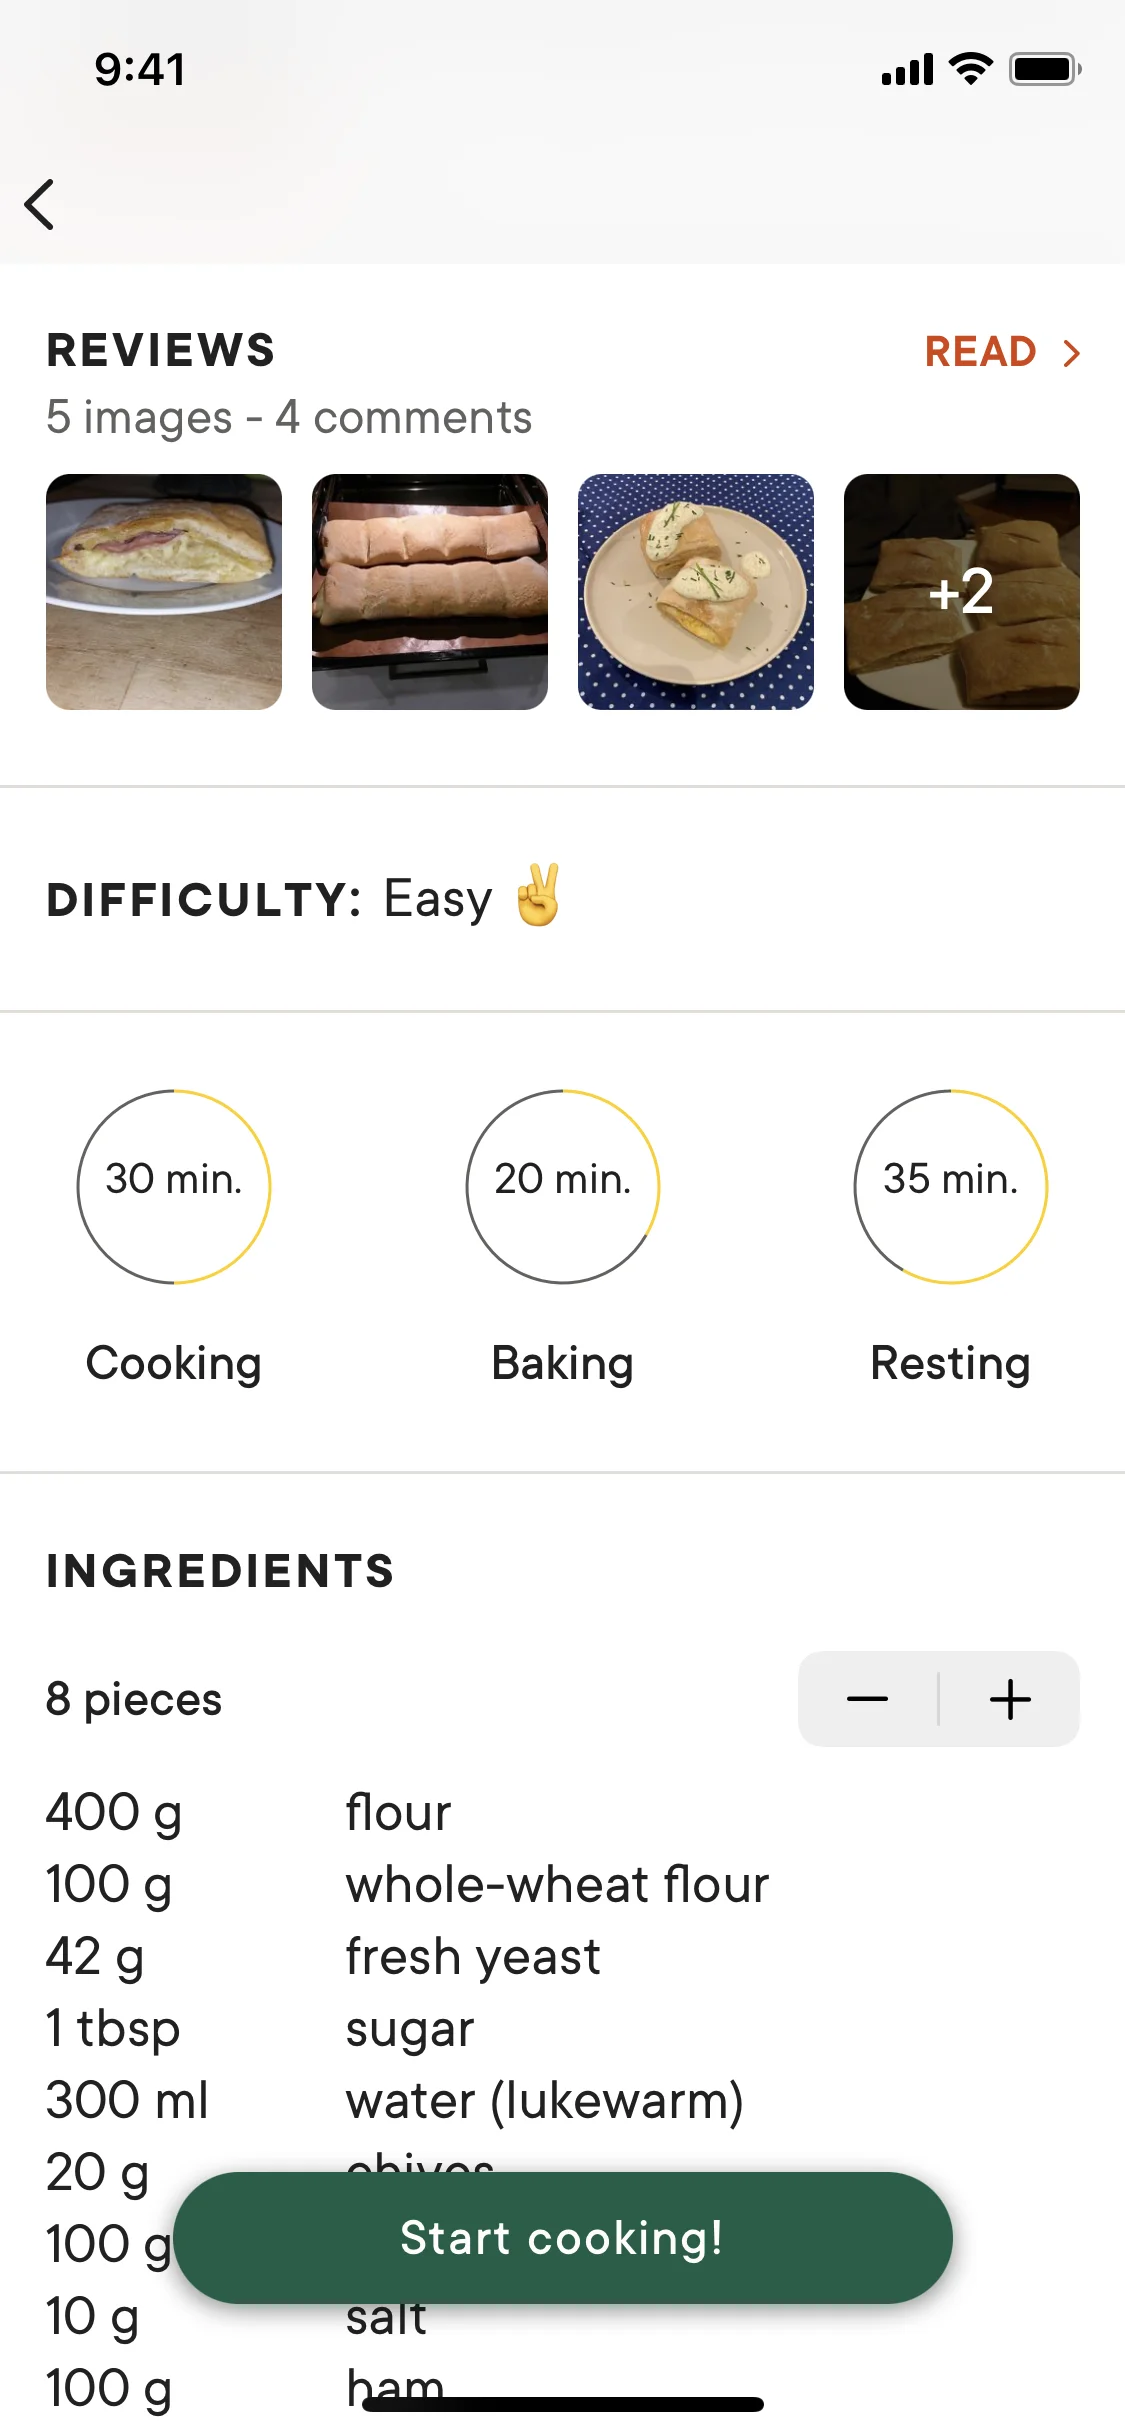 9:41
REVIEWS
READ >
5 images - 4 comments
+2
DIFFICULTY: Easy ✌️
30 min.
20 min.
35 min.
Cooking
Baking
Resting
INGREDIENTS
8 pieces
400 g flour
100 g whole-wheat flour
42 g fresh yeast
1 tbsp sugar
300 ml water (lukewarm)
20 g chives
100 g
Start cooking!
10 g salt
100 g ham